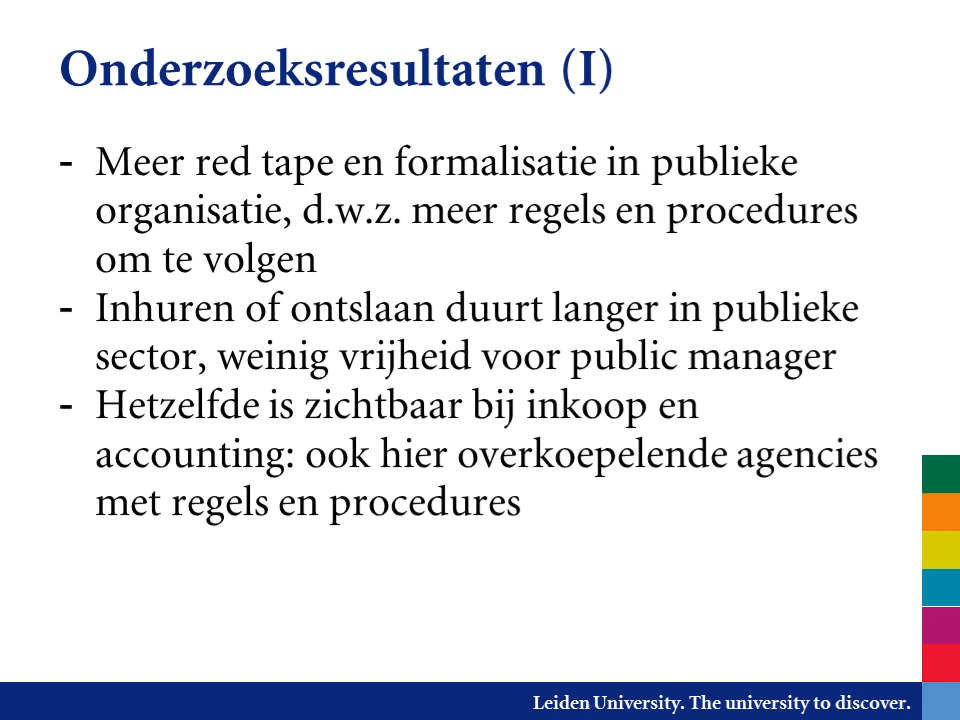 Onderzoeksresultaten (I)
- Meer red tape en formalisatie in publieke
organisatie, d.w.z. meer regels en procedures
om te volgen
- Inhuren of ontslaan duurt langer in publieke
sector, weinig vrijheid voor public manager
- Hetzelfde is zichtbaar bij inkoop en
accounting: ook hier overkoepelende agencies
met regels en procedures
Leiden University. The university to discover.